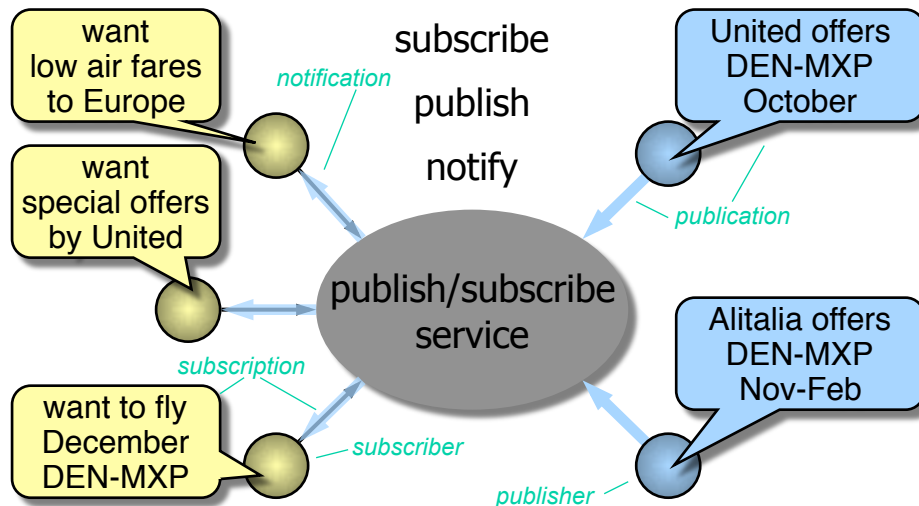 want
low air fares
to Europe
notification
subscribe
publish
notify
United offers
DEN-MXP
October
want
special offers
by United
publication
publish/subscribe
service
Alitalia offers
DEN-MXP
Nov-Feb
subscription
want to fly
December
DEN-MXP
subscriber
publisher